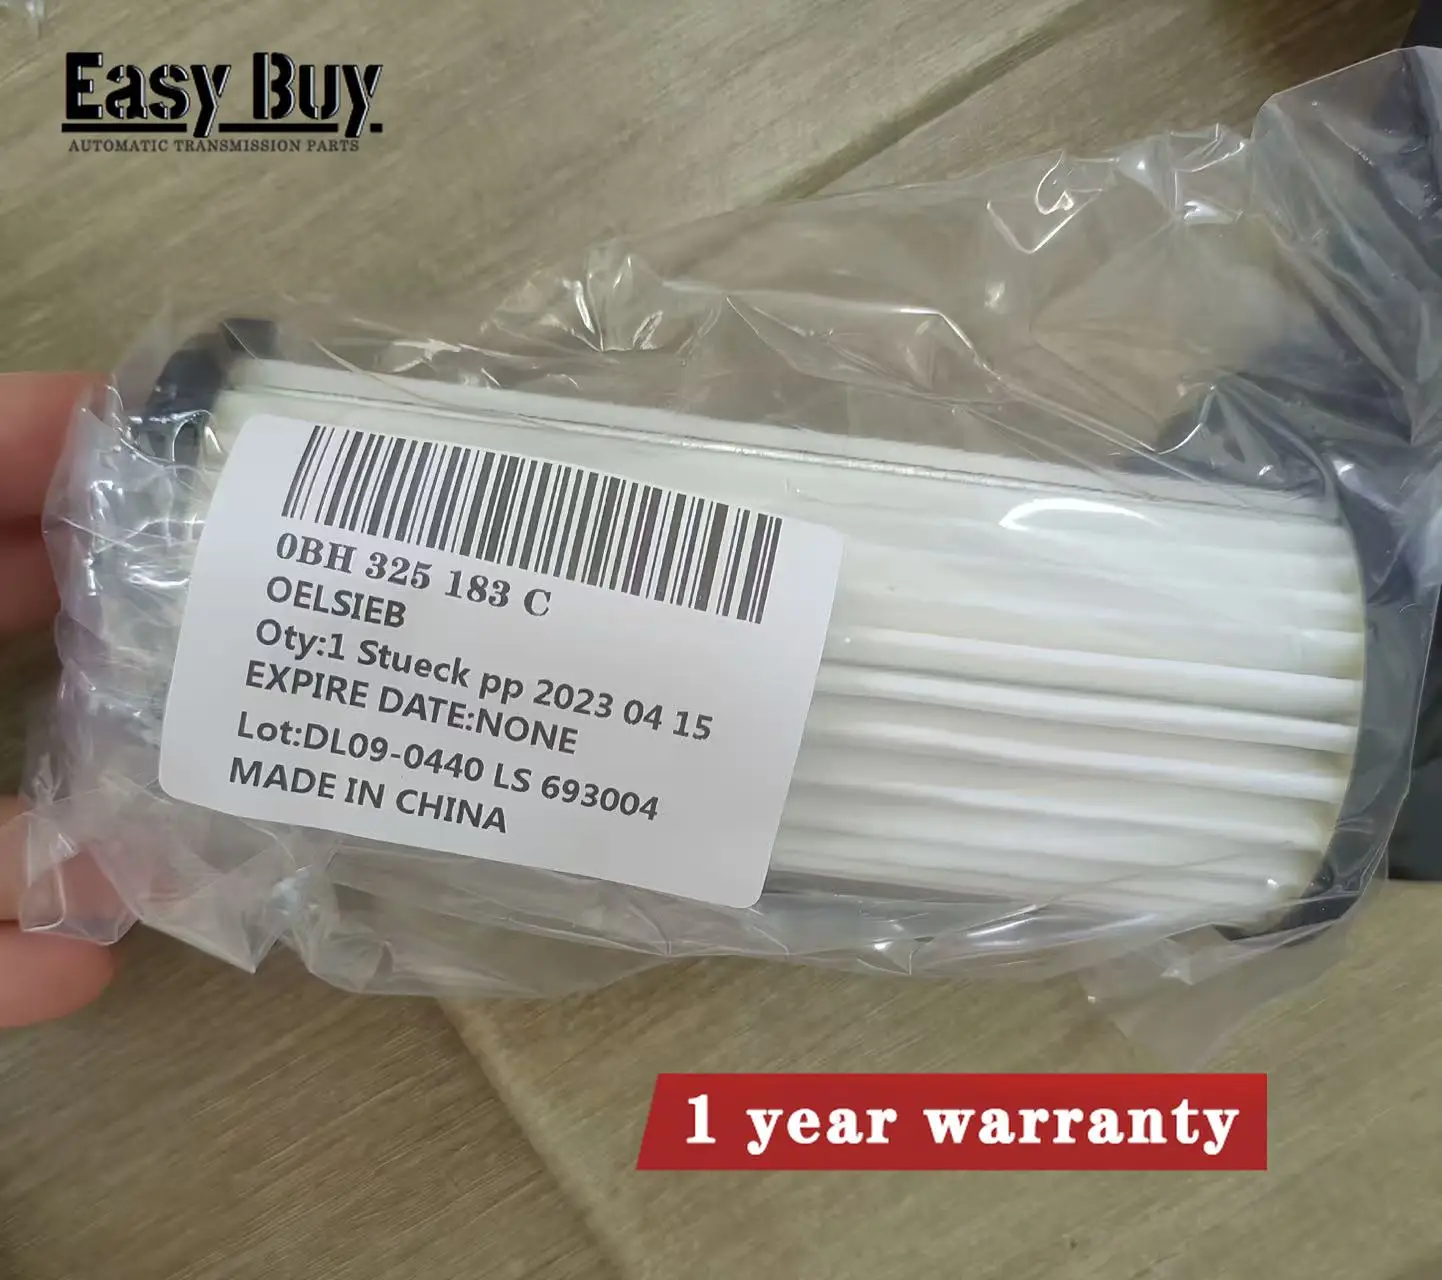 Easy Buy
AUTOMATIC TRANSMISSION PARTS
0BH 325 183 C
OELSIEB
Qty:1 Stueck pp 2023 04 15
EXPIRE DATE:NONE
Lot:DL09-0440 LS 693004
MADE IN CHINA
1 year warranty